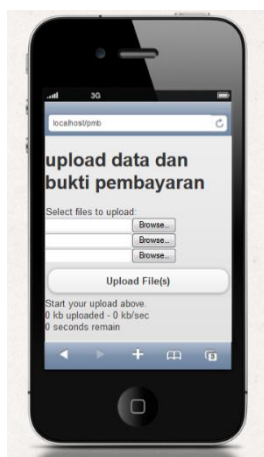 3G
localhost/pmb
upload data dan
bukti pembayaran
Select files to upload:
Browse...
Browse...
Browse...
Upload File(s)
Start your upload above.
0 kb uploaded - 0 kb/sec
0 seconds remain